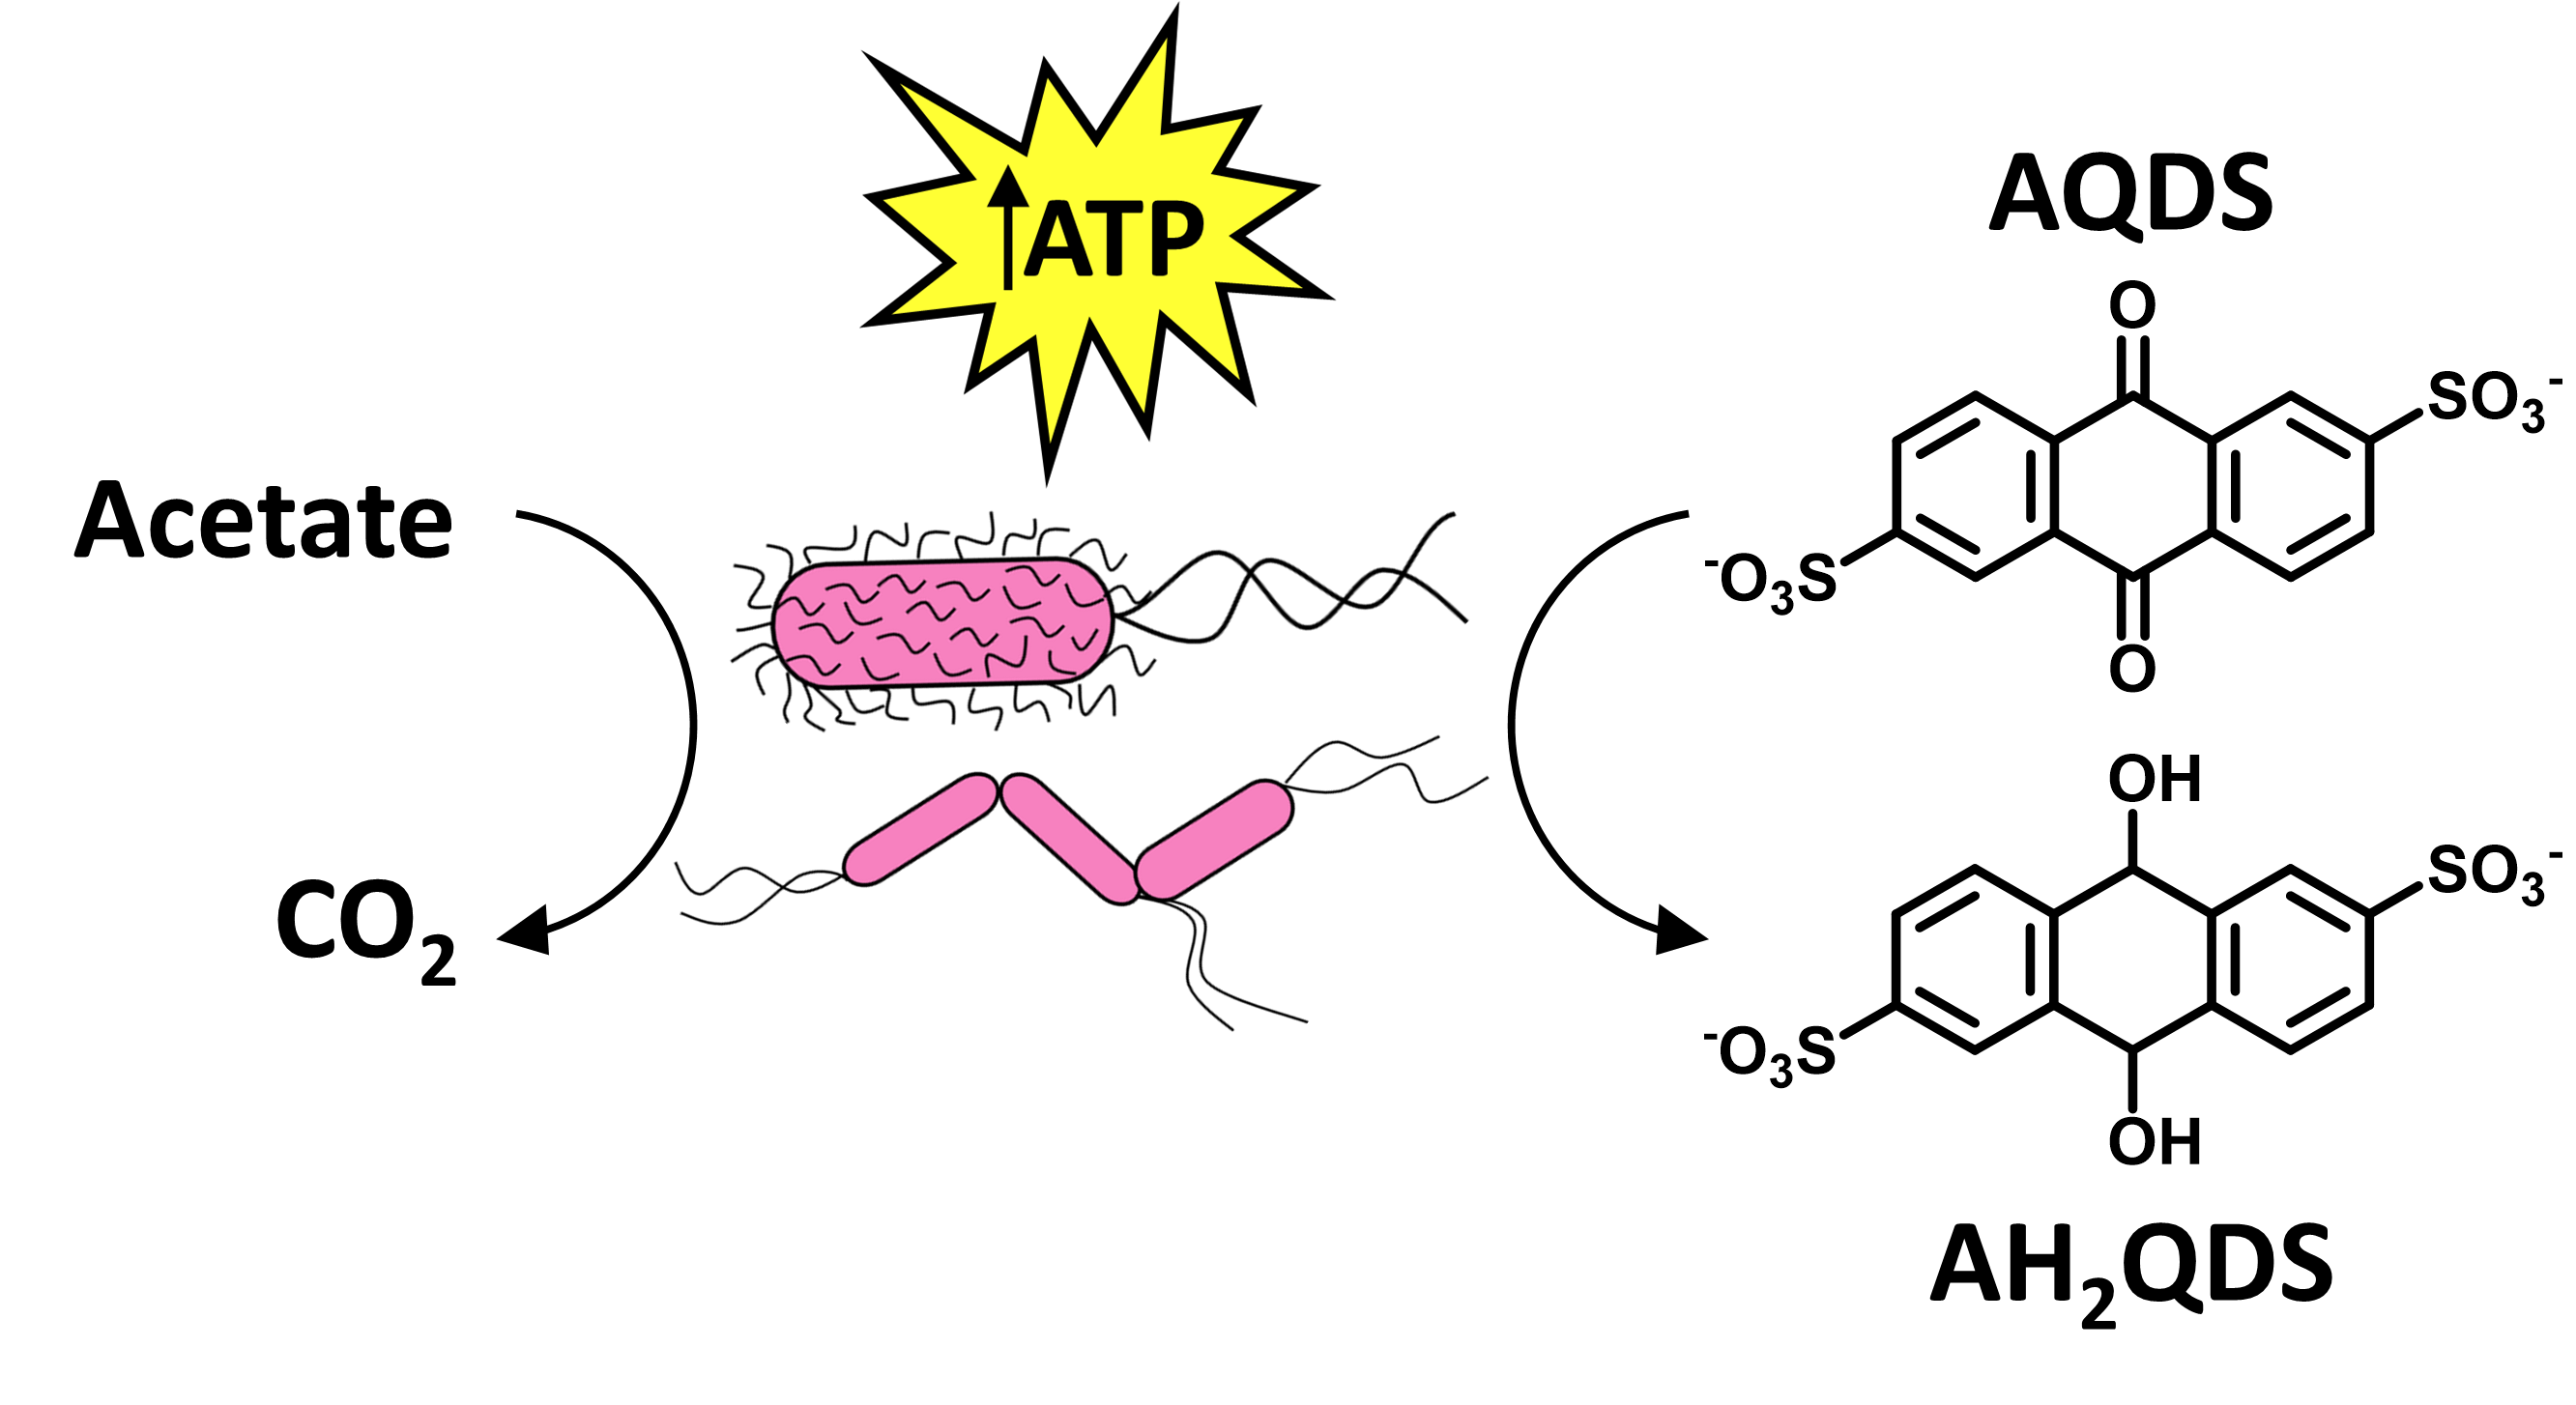 ↑ATP
Acetate
CO₂
AQDS
O
SO₃⁻
⁻O₃S
O
OH
SO₃⁻
⁻O₃S
OH
AH₂QDS